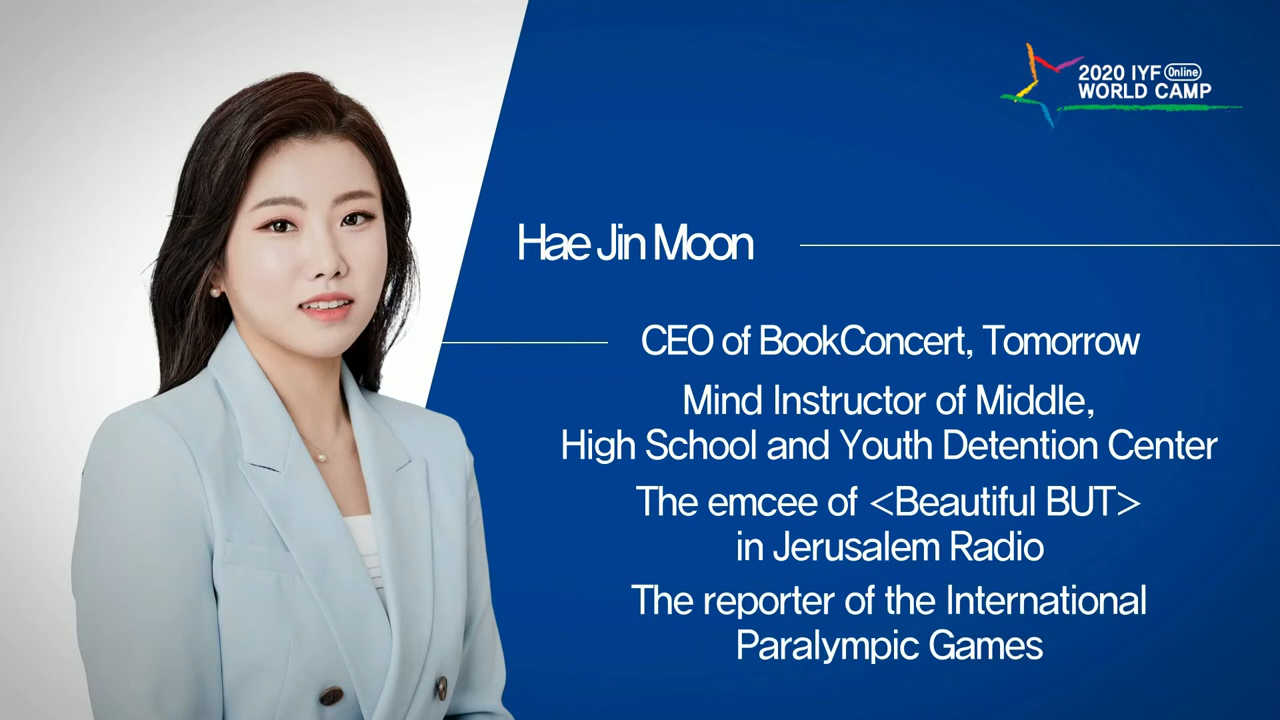 2020 IYF Online
WORLD CAMP
Hae Jin Moon
CEO of BookConcert, Tomorrow
Mind Instructor of Middle,
High School and Youth Detention Center
The emcee of <Beautiful BUT>
in Jerusalem Radio
The reporter of the International
Paralympic Games